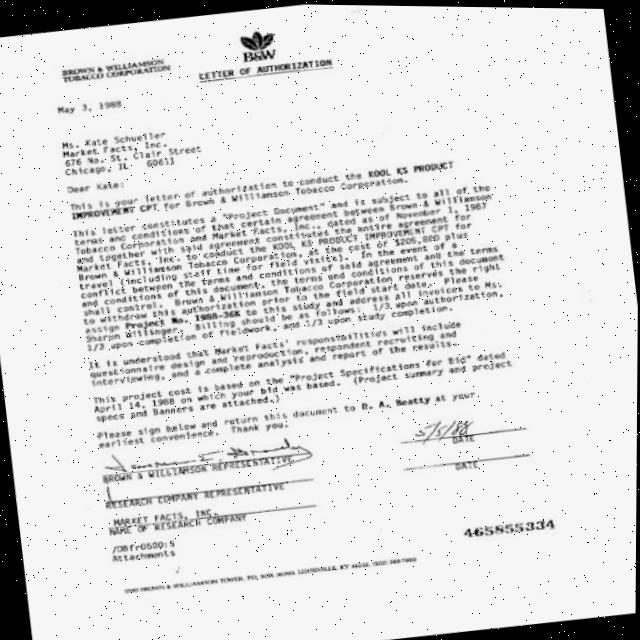 BROWN & WILLIAMSON
TOBACCO CORPORATION
B&W
LETTER OF AUTHORIZATION
May 3, 1988
Ms. Kate Schueller
Market Facts, Inc.
676 No. St. Clair Street
Chicago, IL 60611
Dear Kate:
This is your letter of authorization to conduct the KOOL KS PRODUCT
IMPROVEMENT CPT for Brown & Williamson Tobacco Corporation.
This letter constitutes a "Project Document" and is subject to all of the
terms and conditions of that certain agreement between Brown & Williamson
Tobacco Corporation and Market Facts, Inc., dated as of November 1, 1987
and together with said agreement constitutes the entire agreement for
Market Facts, Inc. to conduct the KOOL KS PRODUCT IMPROVEMENT CPT for
Brown & Williamson Tobacco Corporation, at the cost of $206,800 plus
travel (including staff time for field visits). In the event of a
conflict between the terms and conditions of said agreement and the terms
and conditions of this document, the terms and conditions of this document
shall control. Brown & Williamson Tobacco Corporation reserves the right
to withdraw this authorization prior to the field start date. Please
assign Project No. 1988-36K to this study and address all invoices to Ms.
Sharon Willinger. Billing should be as follows: 1/3 upon authorization,
1/3 upon completion of fieldwork, and 1/3 upon study completion.
It is understood that Market Facts' responsibilities will include
questionnaire design and reproduction, respondent recruiting and
interviewing, and a complete analysis and report of the results.
This project cost is based on the "Project Specifications for Bid" dated
April 14, 1988 on which your bid was based. (Project summary and project
specs and Banners are attached.)
Please sign below and return this document to R. A. Beatty at your
earliest convenience. Thank you.
5/5/88
BROWN & WILLIAMSON REPRESENTATIVE
DATE
RESEARCH COMPANY REPRESENTATIVE
DATE
MARKET FACTS, INC.
NAME OF RESEARCH COMPANY
Attachments
465855334
BROWN & WILLIAMSON TOWER, P.O. BOX LOUISVILLE, KY